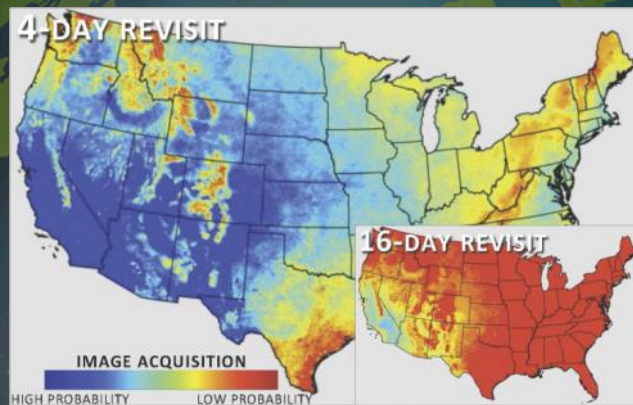 4-DAY REVISIT
16-DAY REVISIT
IMAGE ACQUISITION
HIGH PROBABILITY LOW PROBABILITY